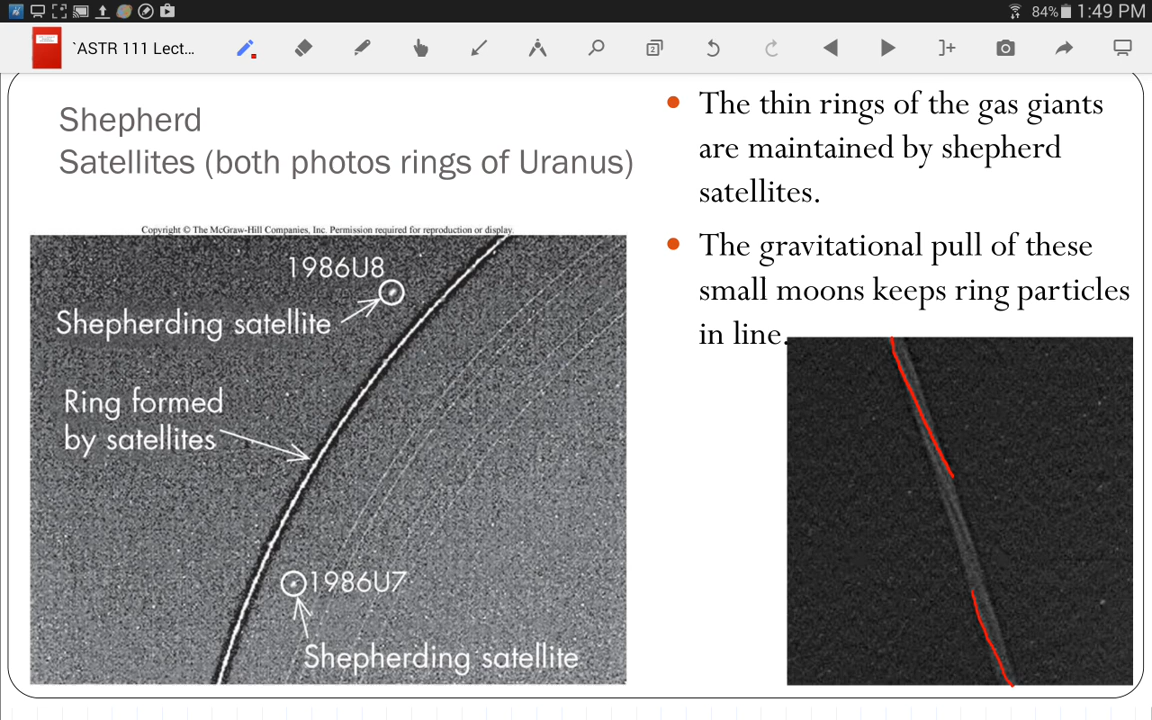 84% 1:49 PM
`ASTR 111 Lect...
2
Shepherd
Satellites (both photos rings of Uranus)
Copyright © The McGraw-Hill Companies, Inc. Permission required for reproduction or display.
1986U8
Shepherding satellite
Ring formed
by satellites
1986U7
Shepherding satellite
The thin rings of the gas giants
are maintained by shepherd
satellites.
The gravitational pull of these
small moons keeps ring particles
in line.